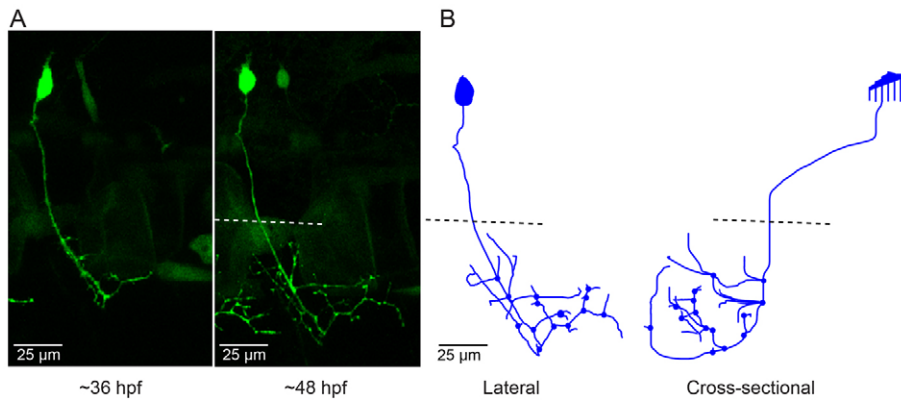 A
B
25 µm
25 µm
25 µm
~36 hpf
~48 hpf
Lateral
Cross-sectional